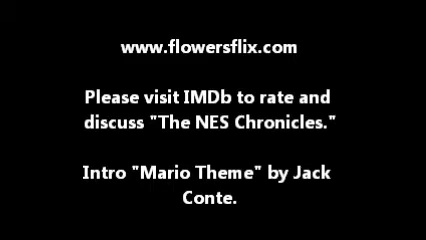 www.flowersflix.com
Please visit IMDb to rate and
discuss "The NES Chronicles."
Intro "Mario Theme" by Jack
Conte.